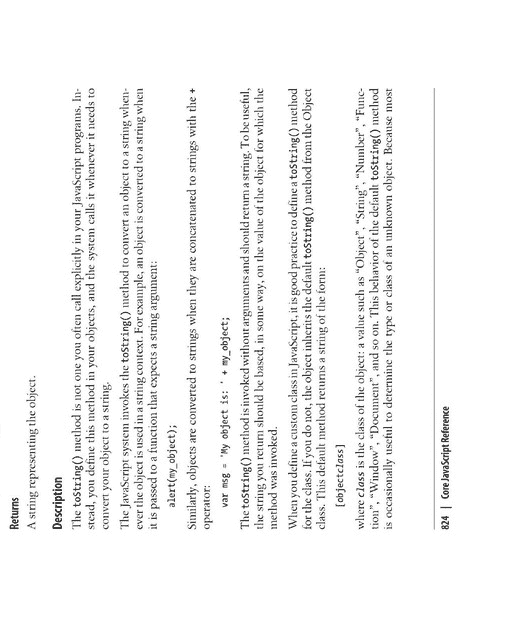 Returns
A string representing the object.
Description
The toString() method is not one you often call explicitly in your JavaScript programs. In-
stead, you define this method in your objects, and the system calls it whenever it needs to
convert your object to a string.
The JavaScript system invokes the toString() method to convert an object to a string when-
ever the object is used in a string context. For example, an object is converted to a string when
it is passed to a function that expects a string argument:
alert(my_object);
Similarly, objects are converted to strings when they are concatenated to strings with the +
operator:
var msg = 'My object is: ' + my_object;
The toString() method is invoked without arguments and should return a string. To be useful,
the string you return should be based, in some way, on the value of the object for which the
method was invoked.
When you define a custom class in JavaScript, it is good practice to define a toString() method
for the class. If you do not, the object inherits the default toString() method from the Object
class. This default method returns a string of the form:
[objectclass]
where class is the class of the object: a value such as “Object”, “String”, “Number”, “Func-
tion”, “Window”, “Document”, and so on. This behavior of the default toString() method
is occasionally useful to determine the type or class of an unknown object. Because most
824 | Core JavaScript Reference